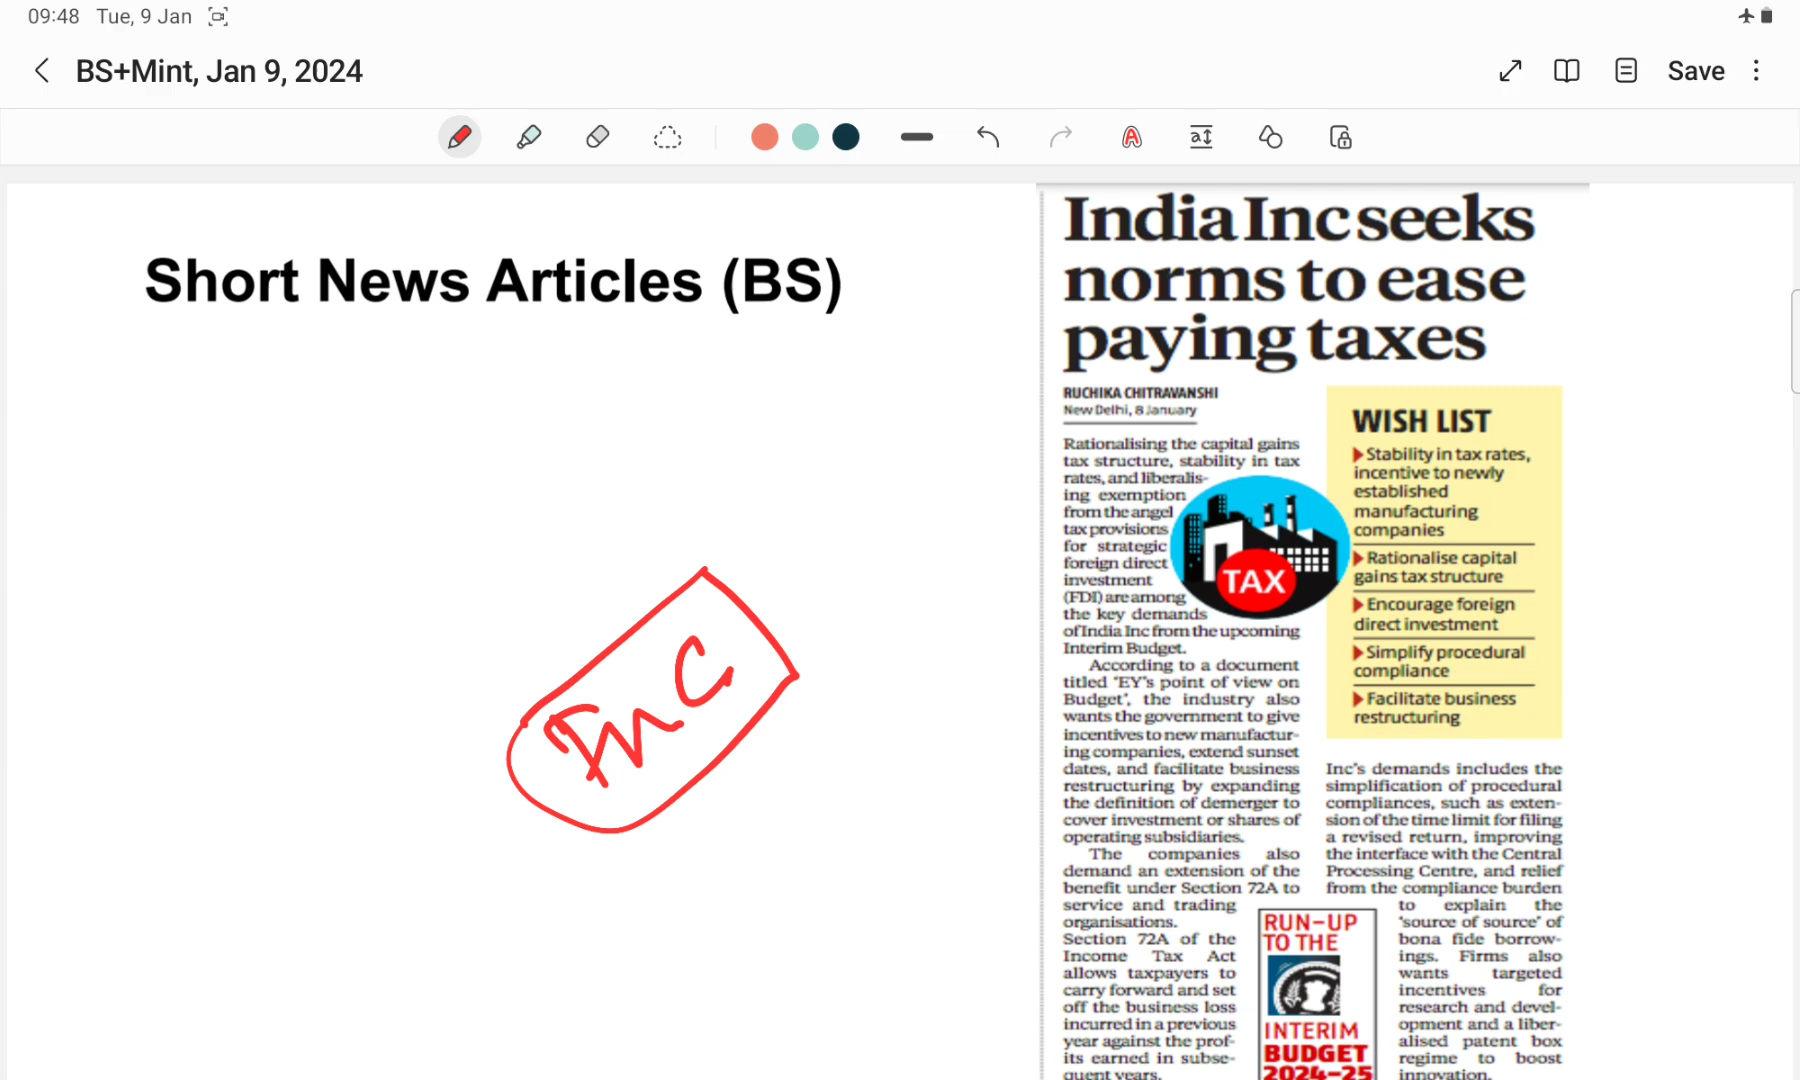 09:48 Tue, 9 Jan
BS+Mint, Jan 9, 2024
Save
A
a
Short News Articles (BS)
Inc
India Inc seeks
norms to ease
paying taxes
RUCHIKA CHITRAVANSHI
New Delhi, 8 January
Rationalising the capital gains
tax structure, stability in tax
rates, and liberalis-
ing exemption
from the angel
tax provisions
for strategic
foreign direct
investment
(FDI) are among
the key demands
of India Inc from the upcoming
Interim Budget.
According to a document
titled ‘EY’s point of view on
Budget’, the industry also
wants the government to give
incentives to new manufactur-
ing companies, extend sunset
dates, and facilitate business
restructuring by expanding
the definition of demerger to
cover investment or shares of
operating subsidiaries.
The companies also
demand an extension of the
benefit under Section 72A to
service and trading
organisations.
Section 72A of the
Income Tax Act
allows taxpayers to
carry forward and set
off the business loss
incurred in a previous
year against the prof-
its earned in subse-
quent years.
TAX
WISH LIST
Stability in tax rates,
incentive to newly
established
manufacturing
companies
Rationalise capital
gains tax structure
Encourage foreign
direct investment
Simplify procedural
compliance
Facilitate business
restructuring
Inc’s demands includes the
simplification of procedural
compliances, such as exten-
sion of the time limit for filing
a revised return, improving
the interface with the Central
Processing Centre, and relief
from the compliance burden
to explain the
‘source of source’ of
bona fide borrow-
ings. Firms also
wants targeted
incentives for
research and devel-
opment and a liber-
alised patent box
regime to boost
innovation.
RUN-UP
TO THE
INTERIM
BUDGET
2024-25